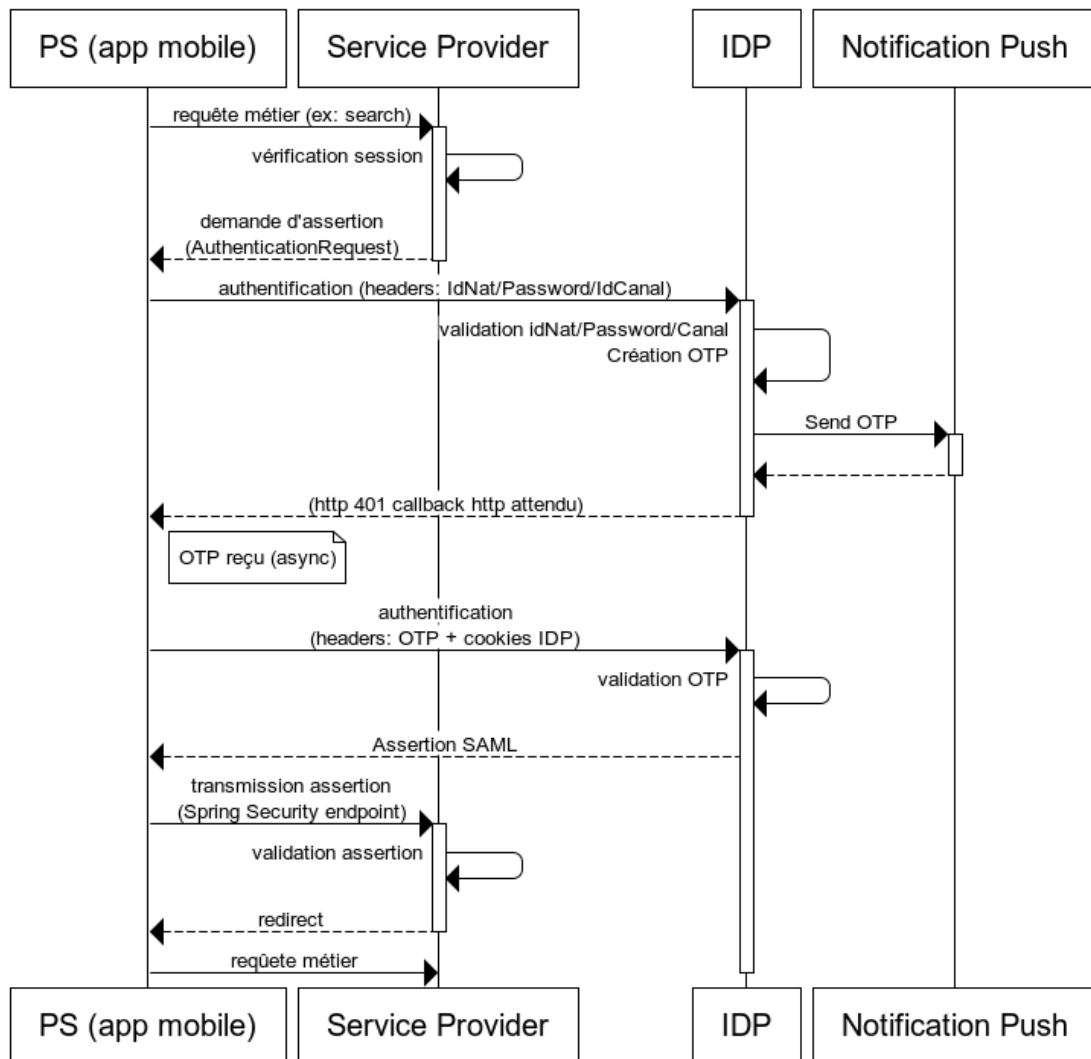 PS (app mobile)
Service Provider
IDP
Notification Push
requête métier (ex: search)
vérification session
demande d'assertion
(AuthenticationRequest)
authentification (headers: IdNat/Password/IdCanal)
validation idNat/Password/Canal
Création OTP
Send OTP
(http 401 callback http attendu)
OTP reçu (async)
authentification
(headers: OTP + cookies IDP)
validation OTP
Assertion SAML
transmission assertion
(Spring Security endpoint)
validation assertion
redirect
reqûete métier
PS (app mobile)
Service Provider
IDP
Notification Push